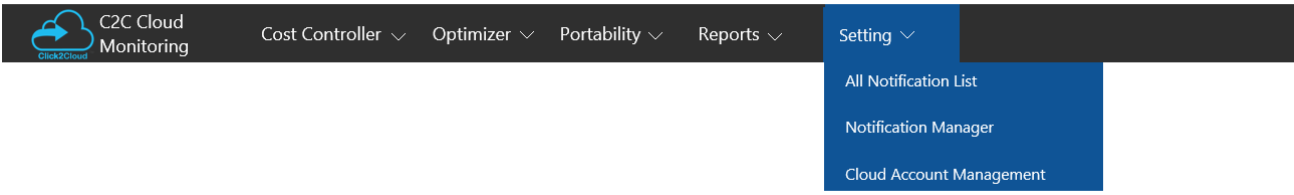 C2C Cloud
Monitoring
Click2Cloud
Cost Controller
Optimizer
Portability
Reports
Setting
All Notification List
Notification Manager
Cloud Account Management